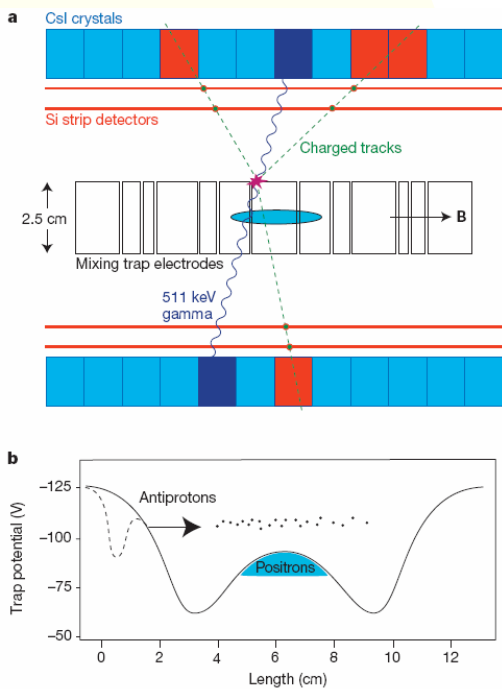 a
CsI crystals
Si strip detectors
Charged tracks
2.5 cm
B
Mixing trap electrodes
511 keV
gamma
b
–125
–100
–75
–50
Trap potential (V)
Antiprotons
Positrons
0 2 4 6 8 10 12
Length (cm)